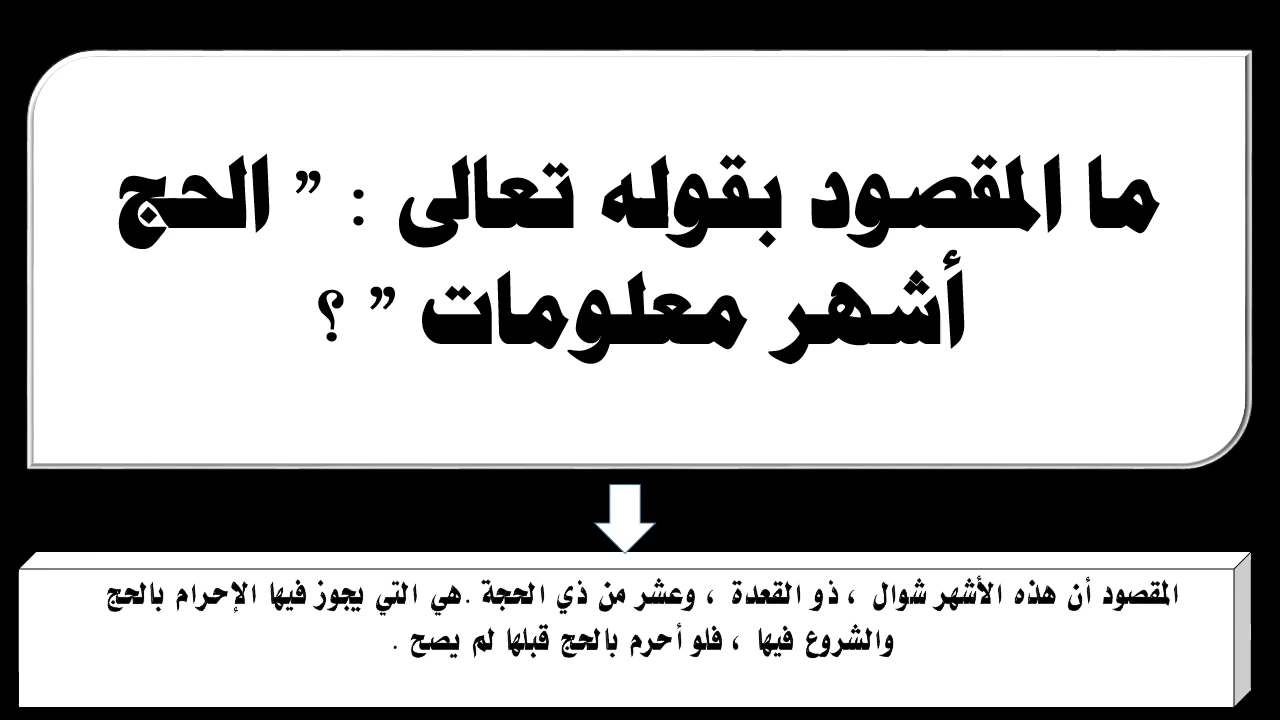 ما المقصود بقوله تعالى : ” الحج
أشهر معلومات ” ؟
المقصود أن هذه الأشهر شوال ، ذو القعدة ، وعشر من ذي الحجة .هي التي يجوز فيها الإحرام بالحج
والشروع فيها ، فلو أحرم بالحج قبلها لم يصح .